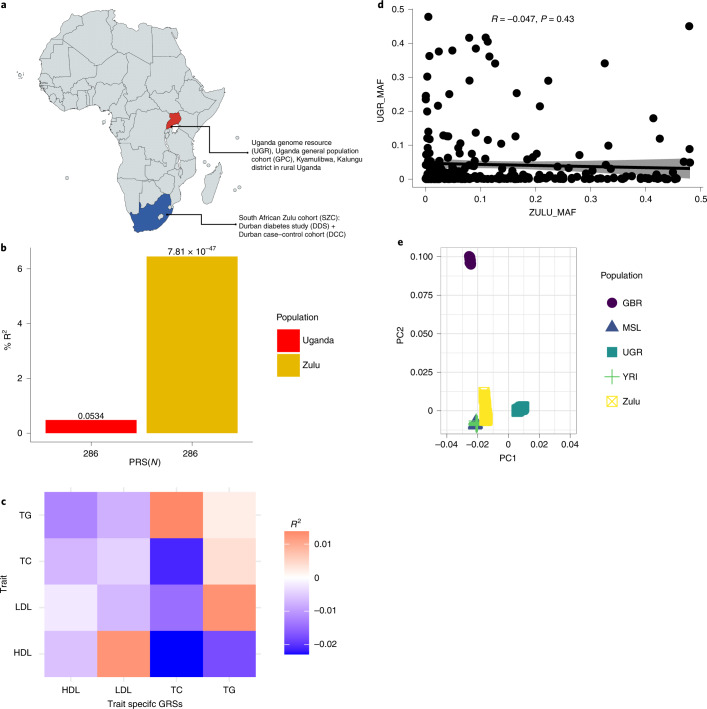 a
Uganda genome resource
(UGR), Uganda general population
cohort (GPC), Kyamulibwa, Kalungu
district in rural Uganda
South African Zulu cohort (SZC):
Durban diabetes study (DDS) +
Durban case–control cohort (DCC)
b
7.81 × 10−47
6
4
2
0
% R2
0.0534
286
286
PRS(N)
Population
Uganda
Zulu
c
TG
TC
LDL
HDL
Trait
HDL
LDL
TC
TG
Trait specifc GRSs
R2
0.01
0
−0.01
−0.02
d
R = −0.047, P = 0.43
0.5
0.4
0.3
0.2
0.1
0
UGR_MAF
0
0.1
0.2
0.3
0.4
0.5
ZULU_MAF
e
0.100
0.075
0.050
0.025
0
PC2
−0.04
−0.02
0
0.02
0.04
PC1
Population
GBR
MSL
UGR
YRI
Zulu